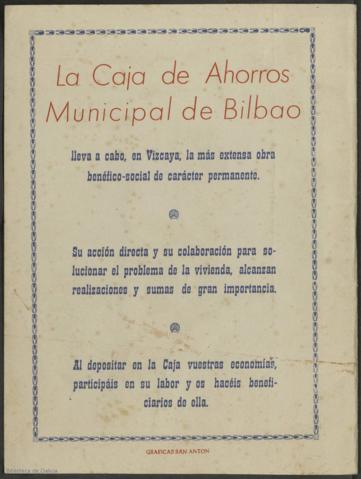 La Caja de Ahorros
Municipal de Bilbao
lleva a cabo, en Vizcaya, la más extensa obra
benéfico-social de carácter permanente.
Su acción directa y su colaboración para so-
lucionar el problema de la vivienda, alcanzan
realizaciones y sumas de gran importancia.
Al depositar en la Caja vuestras economías,
participáis en su labor y os hacéis benefi-
ciarios de ella.
GRAFICAS SAN ANTON
Biblioteca de Galicia